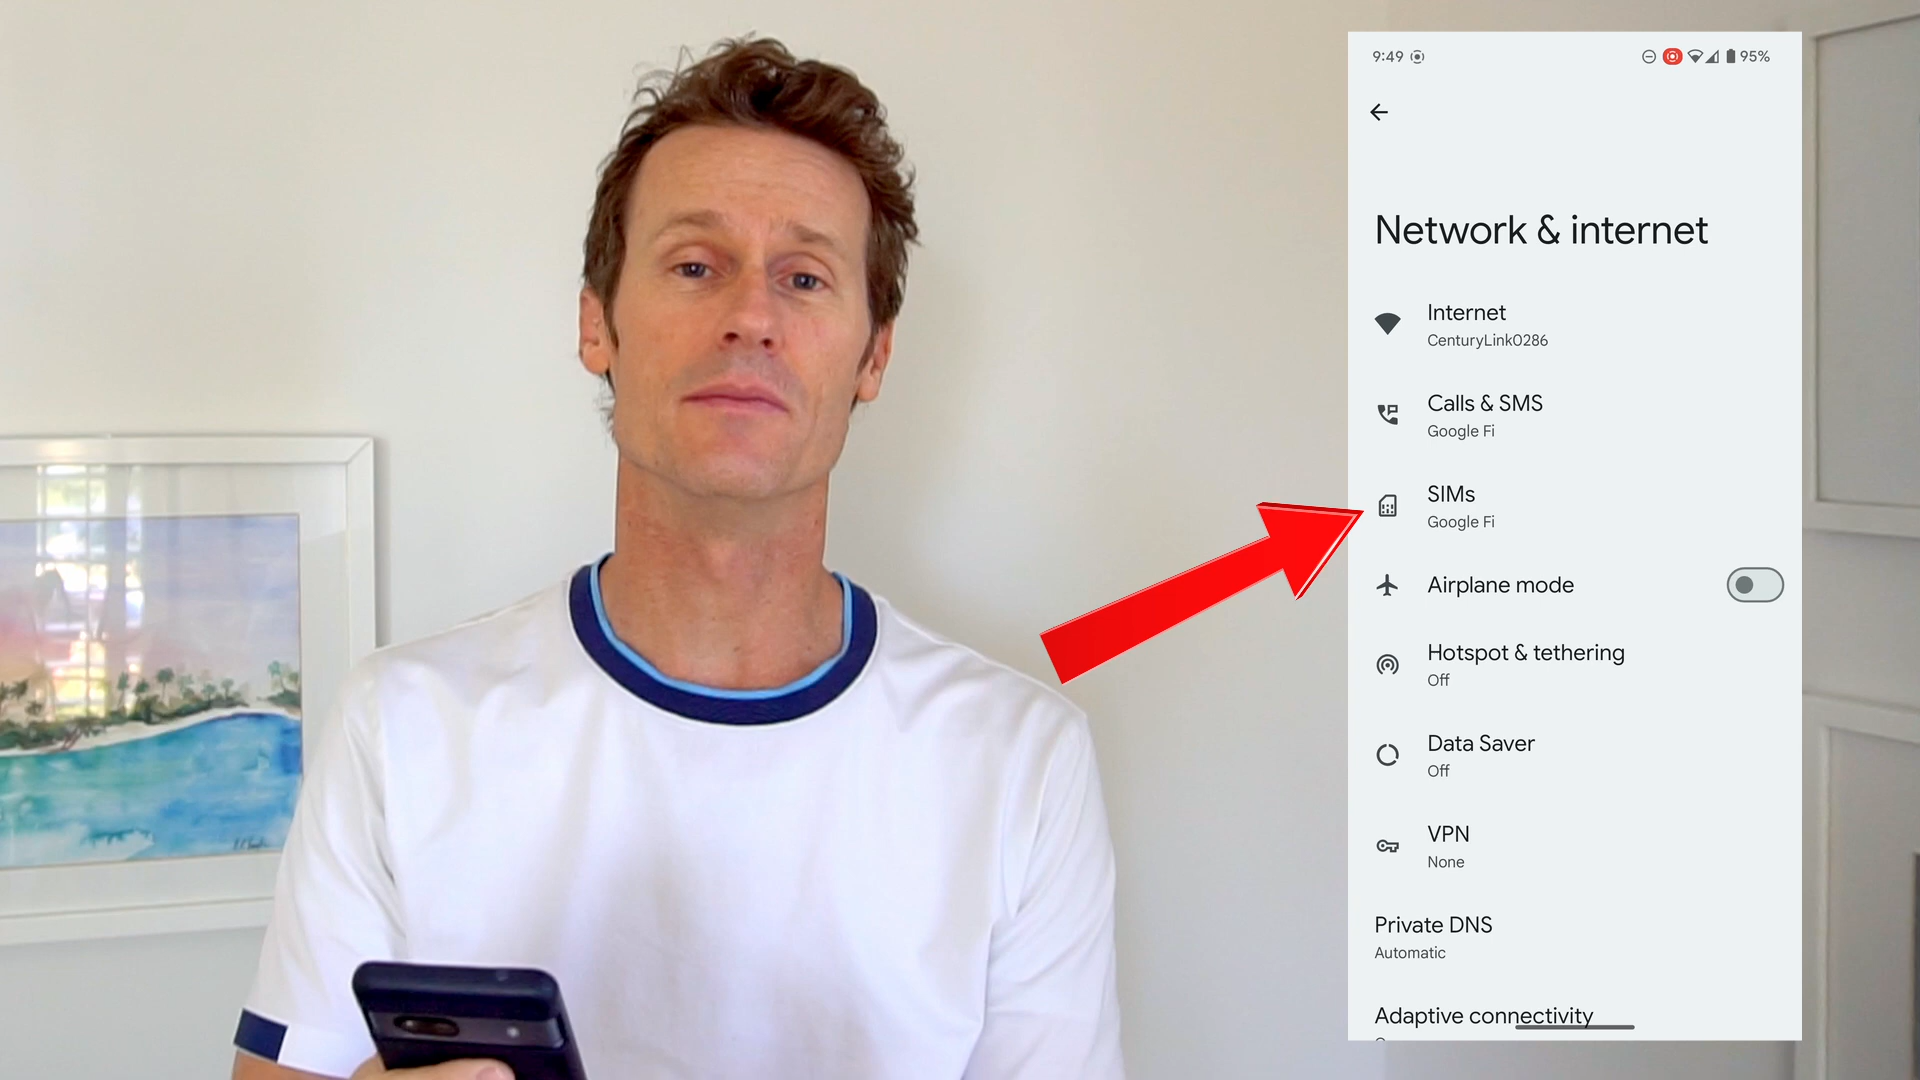 9:49 95%
Network & internet
Internet
CenturyLink0286
Calls & SMS
Google Fi
SIMs
Google Fi
Airplane mode
Hotspot & tethering
Off
Data Saver
Off
VPN
None
Private DNS
Automatic
Adaptive connectivity